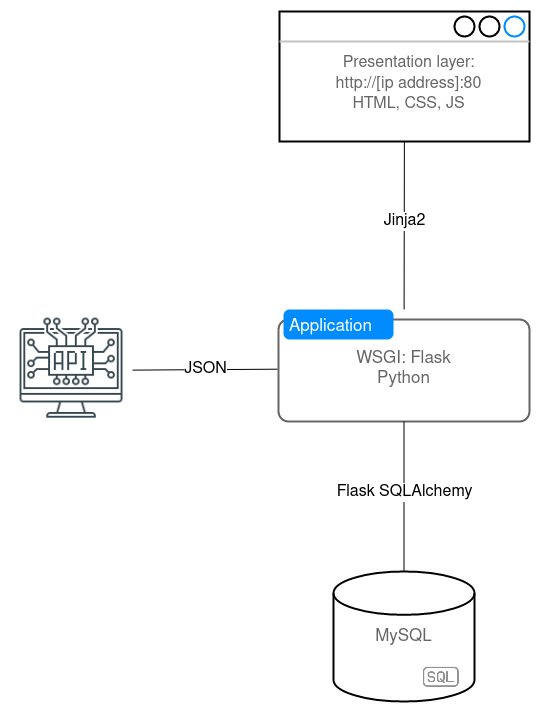 Presentation layer:
http://[ip address]:80
HTML, CSS, JS
Jinja2
Application
WSGI: Flask
Python
API
JSON
Flask SQLAlchemy
MySQL
SQL